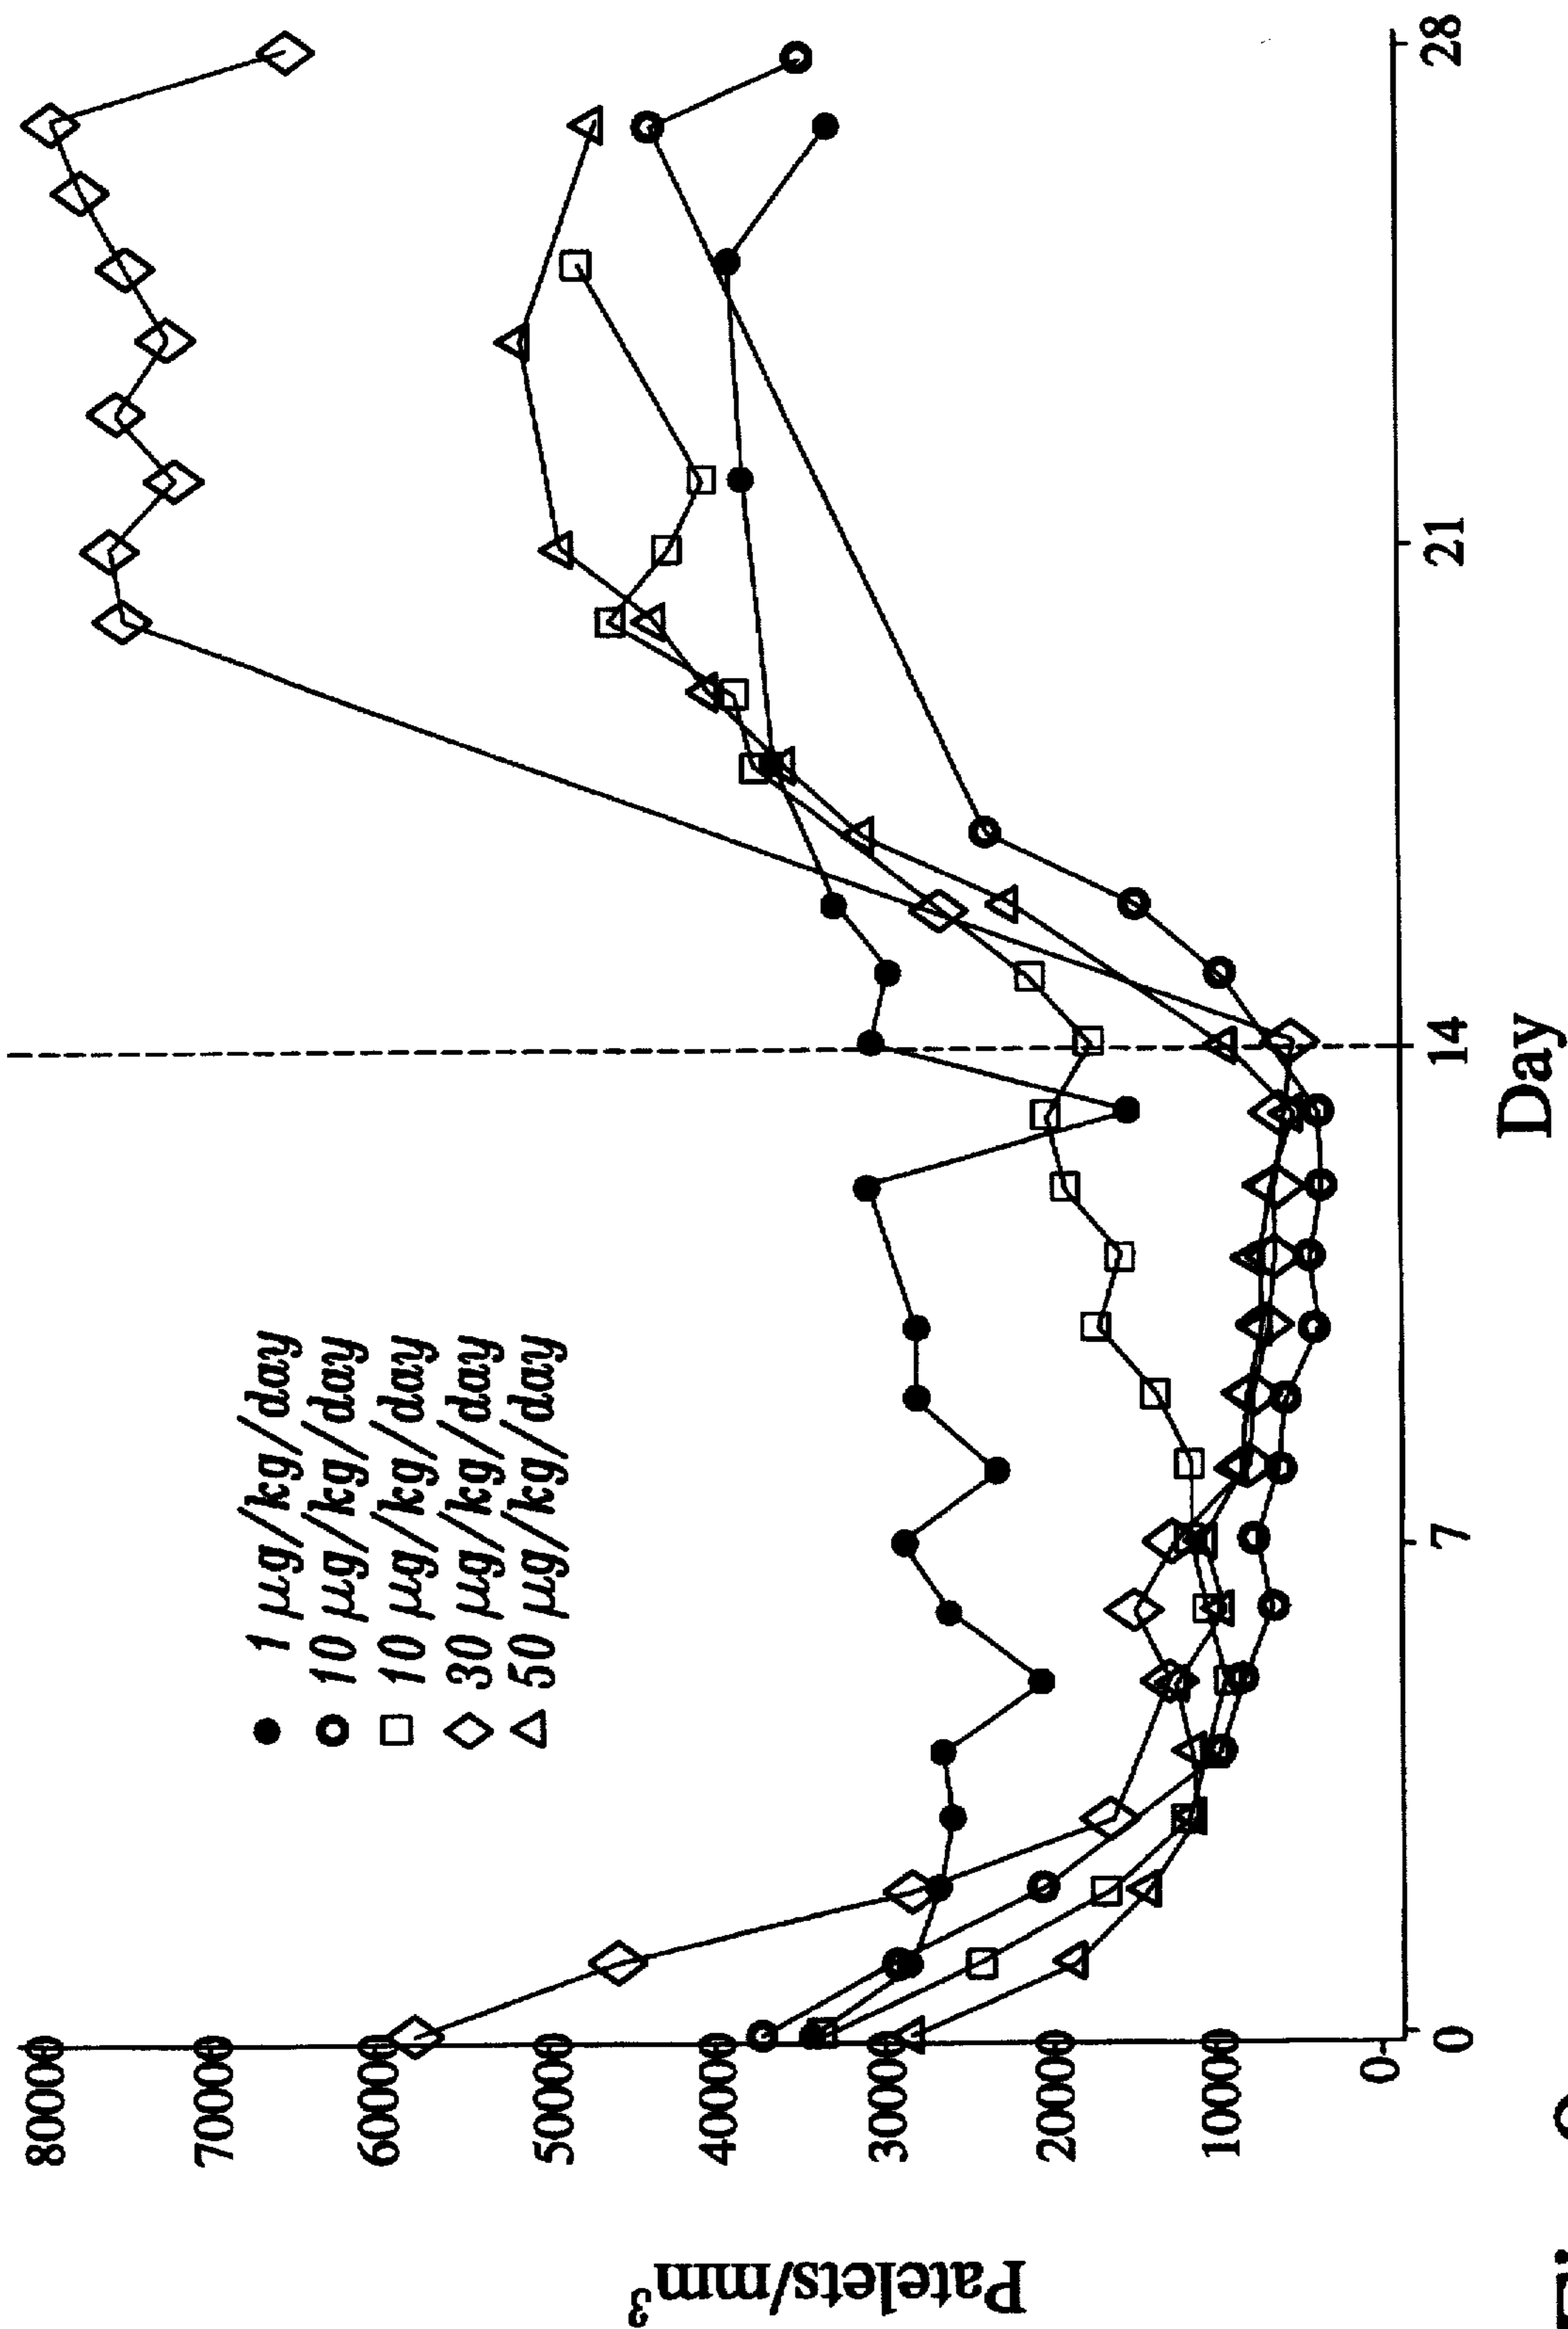 Patelets/mm³
80000
70000
60000
50000
40000
30000
20000
10000
0
● 1 µg/kg/day
○ 10 µg/kg/day
□ 10 µg/kg/day
◇ 30 µg/kg/day
△ 50 µg/kg/day
0
7
14
21
28
Day